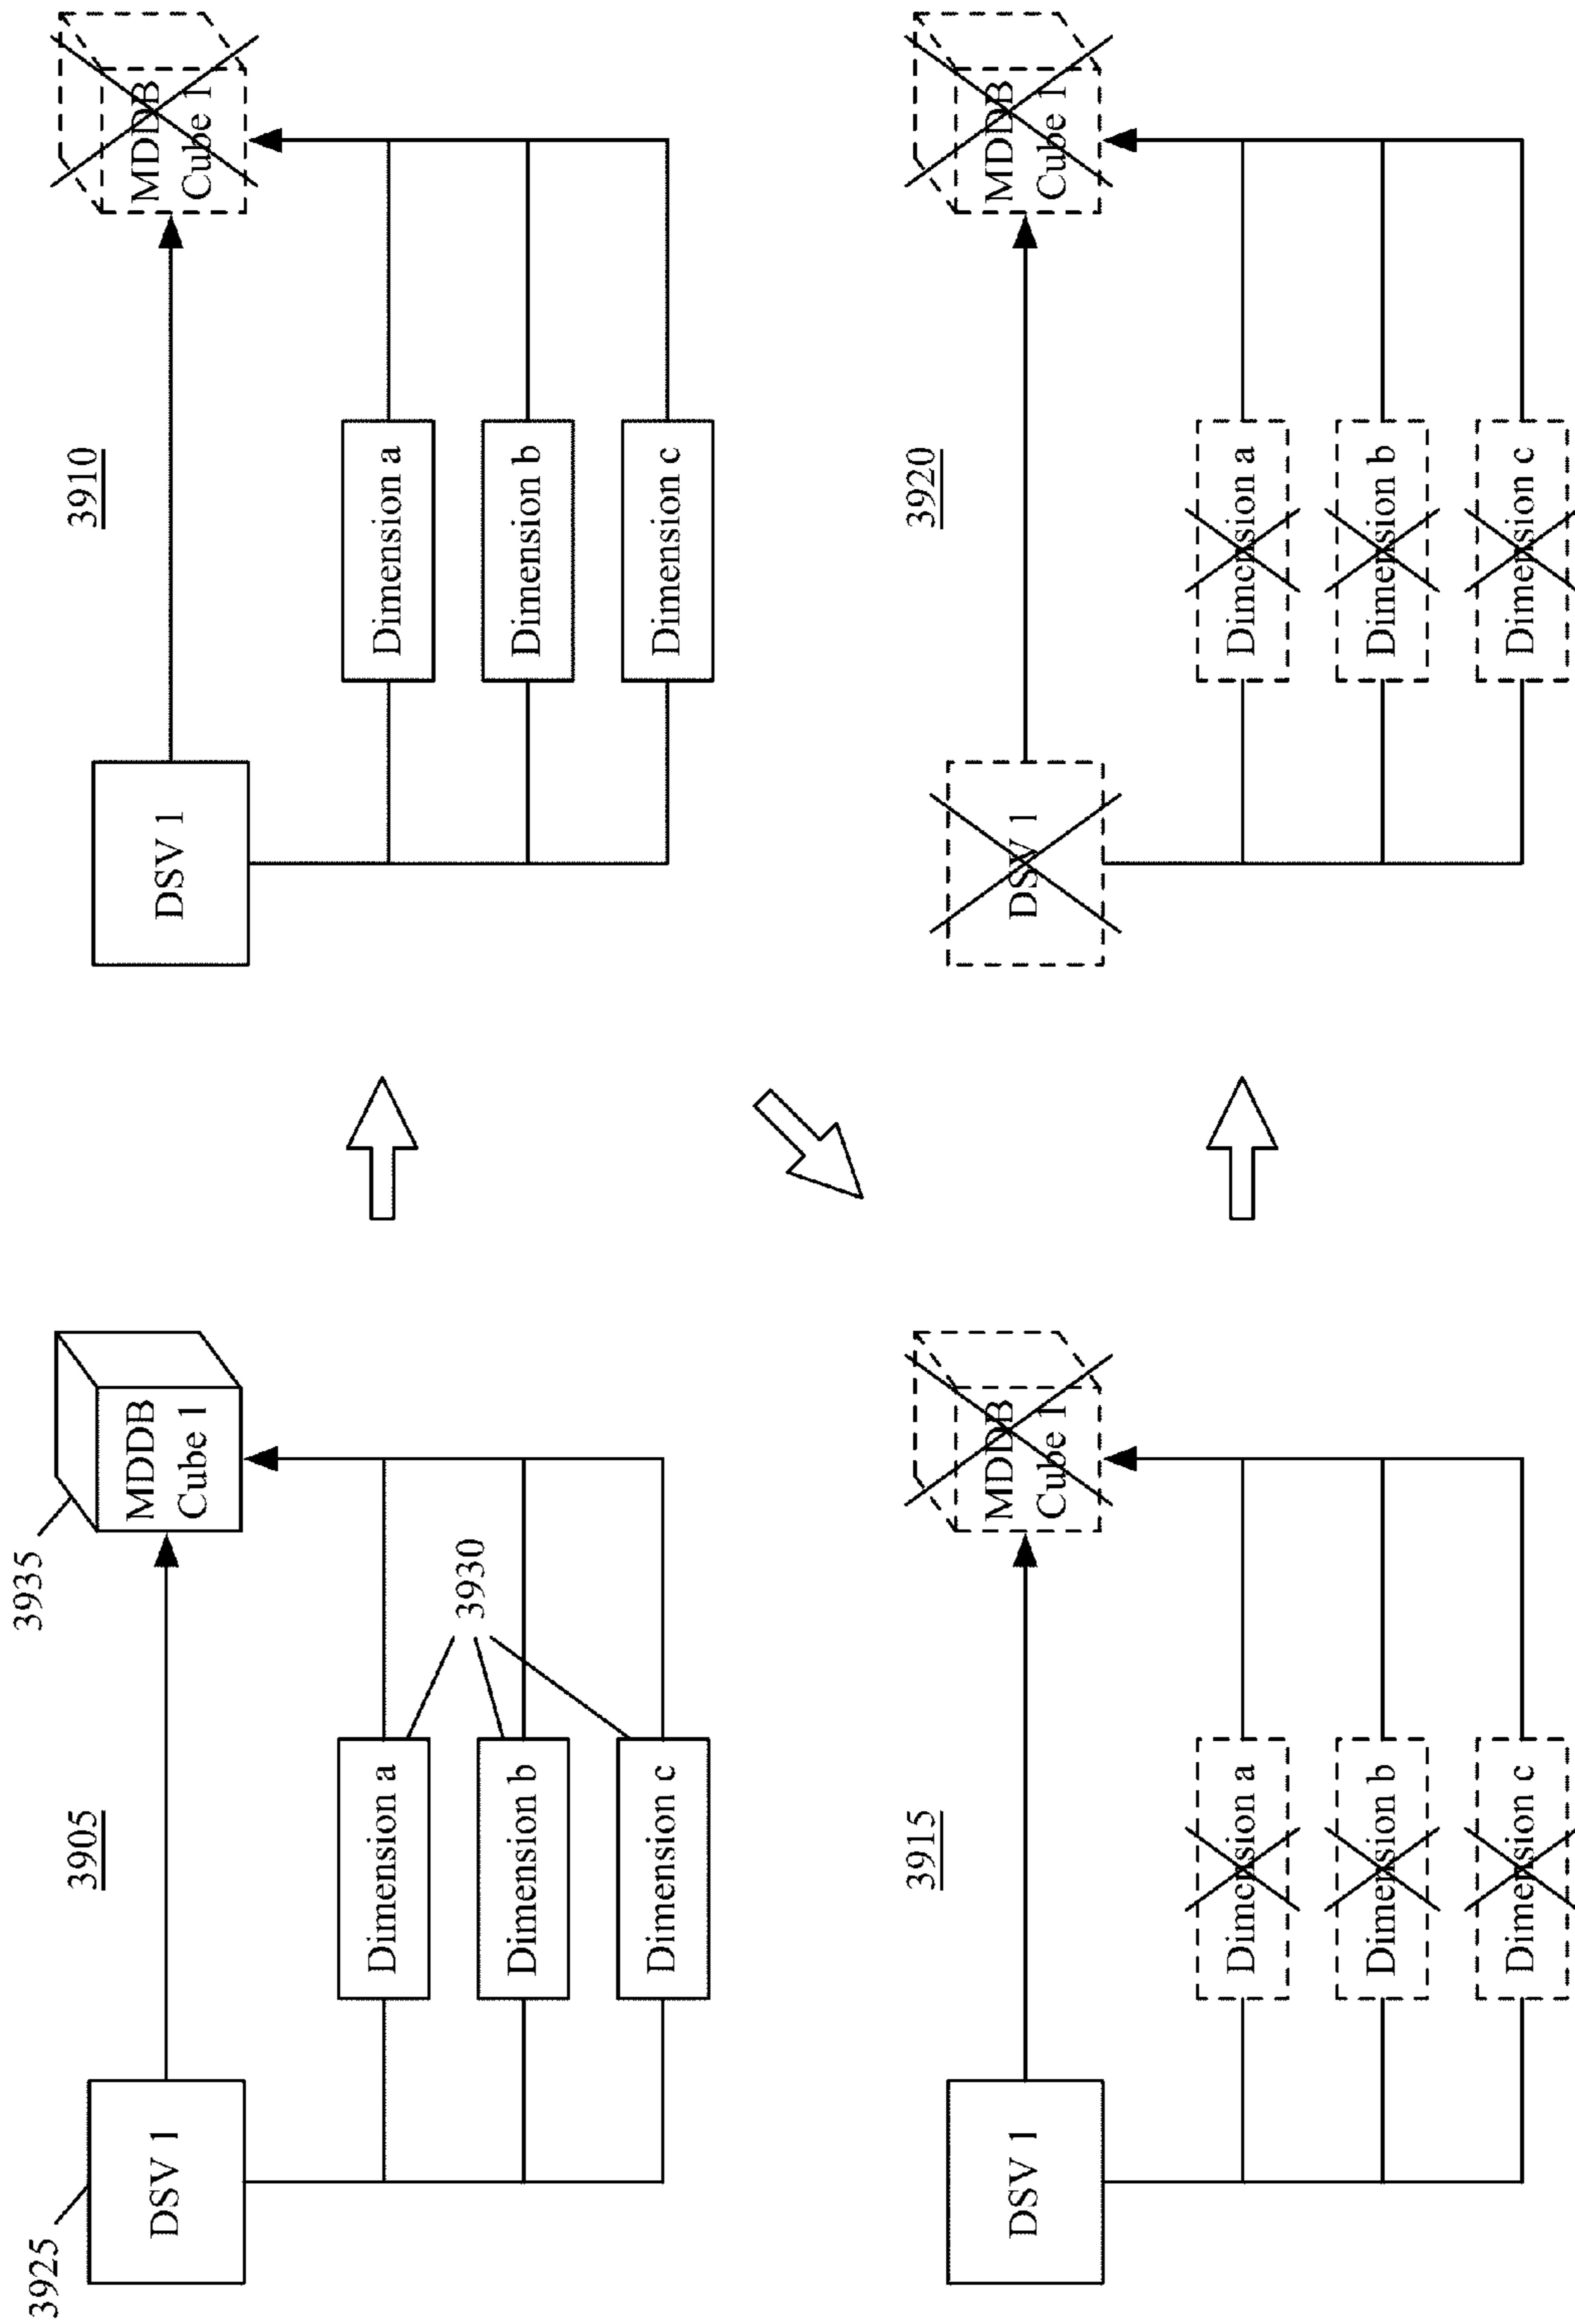 3905
3925
DSV 1
3935
MDDB
Cube 1
3930
Dimension a
Dimension b
Dimension c
3910
DSV 1
MDDB
Cube 1
Dimension a
Dimension b
Dimension c
3915
DSV 1
MDDB
Cube 1
Dimension a
Dimension b
Dimension c
3920
DSV 1
MDDB
Cube 1
Dimension a
Dimension b
Dimension c